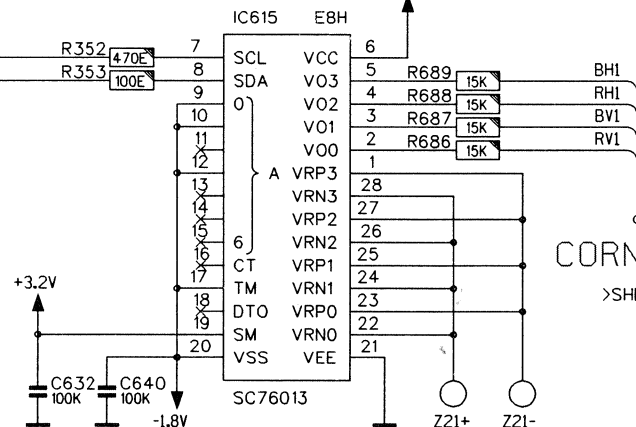 IC615 E8H
R352 470E 7 SCL VCC 6
R353 100E 8 SDA VO3 5 R689 15K BH1
9 0 VO2 4 R688 15K RH1
10 VO1 3 R687 15K BV1
11 VO0 2 R686 15K RV1
12 A VRP3 1
13 VRN3 28
14 VRP2 27
15 6 VRN2 26
16 CT VRP1 25
17 TM VRN1 24
18 DTO VRP0 23
19 SM VRN0 22
20 VSS VEE 21
CORN
>SHI
+3.2V
C632 100K
C640 100K
-1.8V
SC76013
Z21+ Z21-